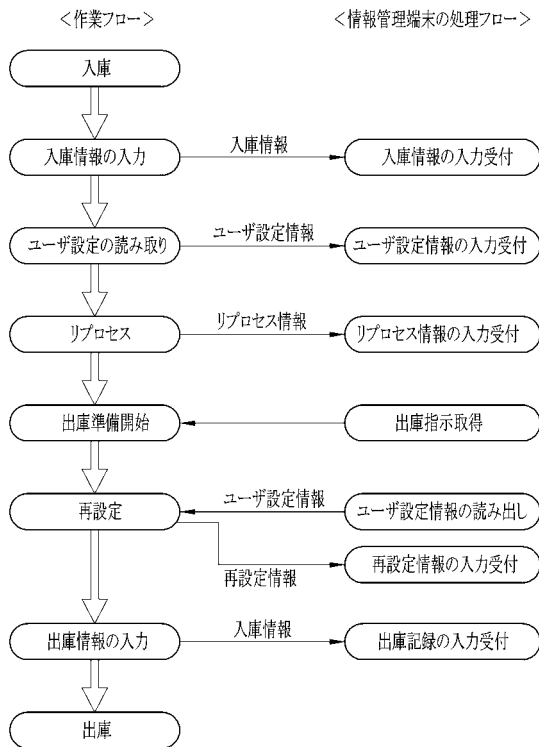 ＜作業フロー＞
＜情報管理端末の処理フロー＞
入庫
入庫情報の入力
入庫情報
入庫情報の入力受付
ユーザ設定の読み取り
ユーザ設定情報
ユーザ設定情報の入力受付
リプロセス
リプロセス情報
リプロセス情報の入力受付
出庫準備開始
出庫指示取得
再設定
ユーザ設定情報
ユーザ設定情報の読み出し
再設定情報
再設定情報の入力受付
出庫情報の入力
入庫情報
出庫記録の入力受付
出庫